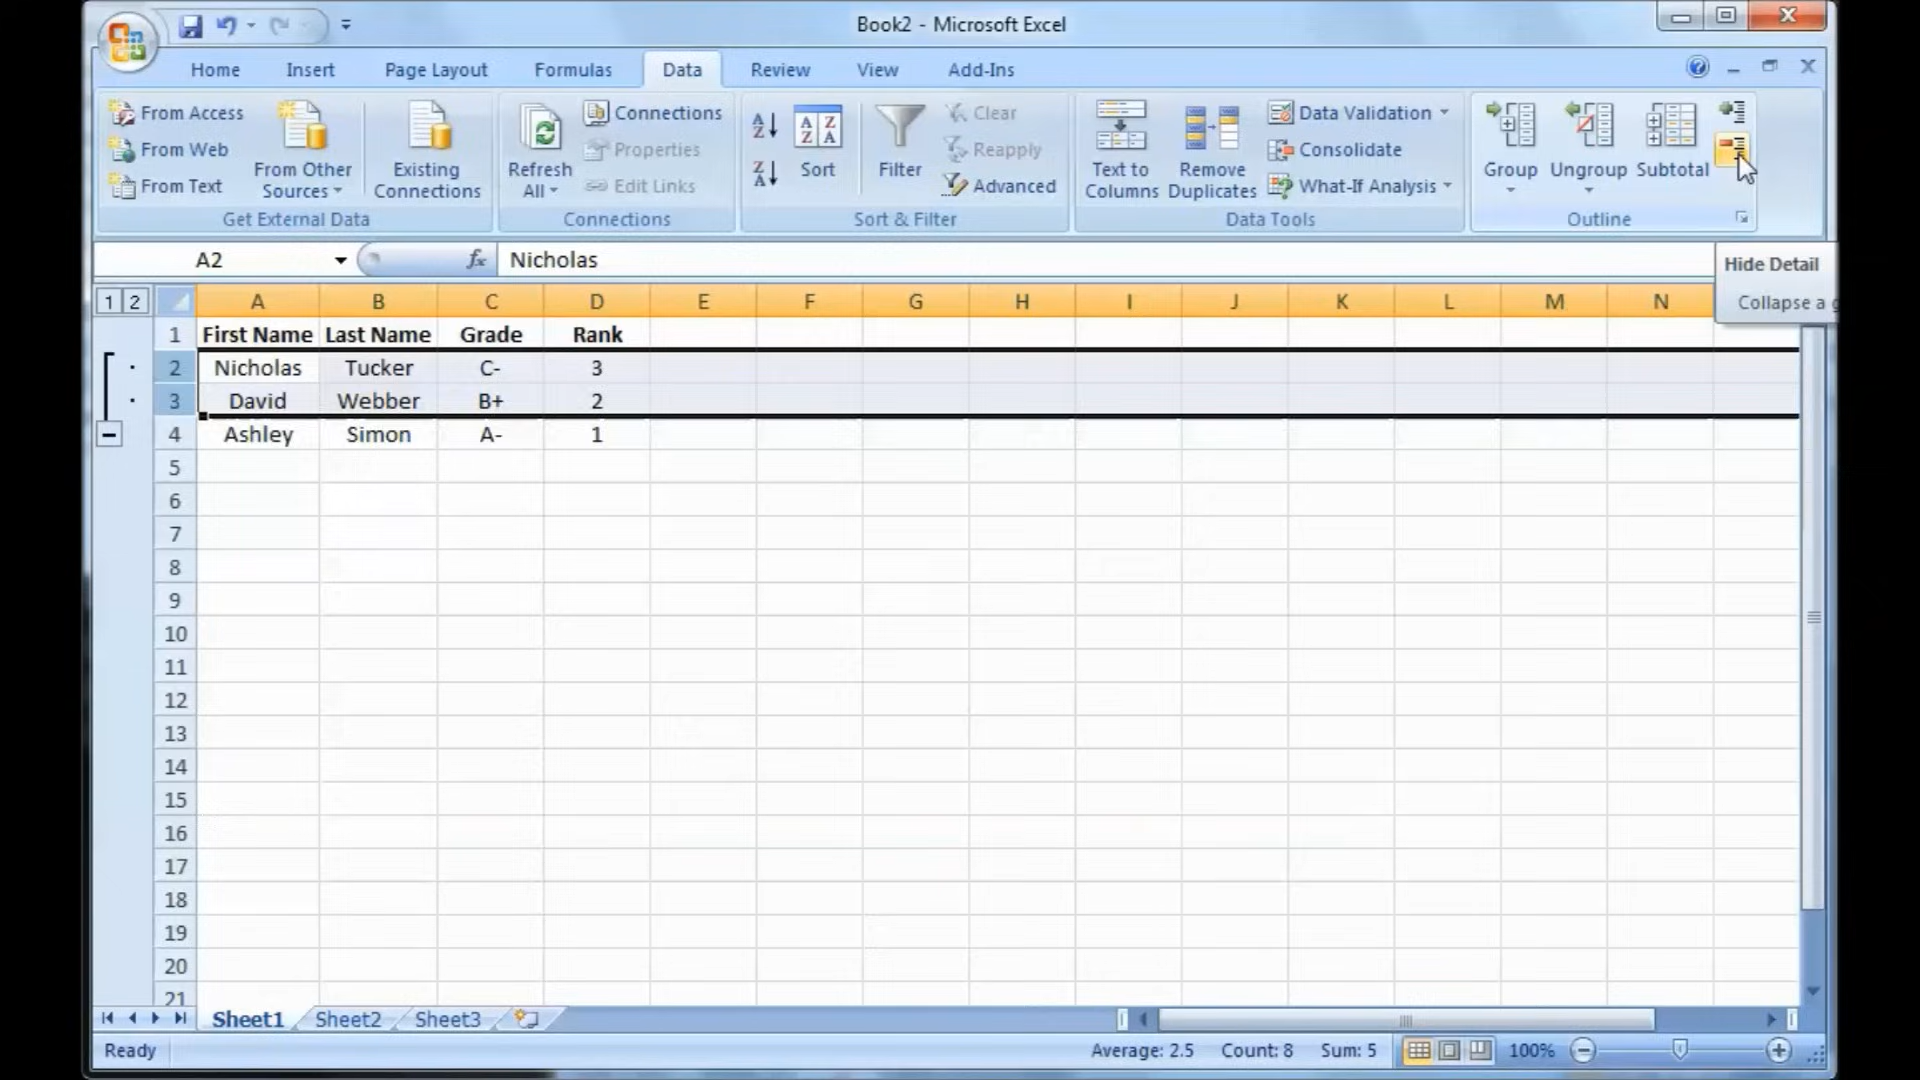 Book2 - Microsoft Excel
Home Insert Page Layout Formulas Data Review View Add-Ins
From Access
From Web
From Text
From Other
Sources
Existing
Connections
Get External Data
Refresh
All
Connections
Properties
Edit Links
Connections
Sort
Filter
Clear
Reapply
Advanced
Sort & Filter
Text to
Columns
Remove
Duplicates
Data Validation
Consolidate
What-If Analysis
Data Tools
Group
Ungroup
Subtotal
Outline
A2 fx Nicholas
Hide Detail
Collapse a g
1 2 A B C D E F G H I J K L M N
1 First Name Last Name Grade Rank
2 Nicholas Tucker C- 3
3 David Webber B+ 2
4 Ashley Simon A- 1
5
6
7
8
9
10
11
12
13
14
15
16
17
18
19
20
21
Sheet1 Sheet2 Sheet3
Ready Average: 2.5 Count: 8 Sum: 5 100%